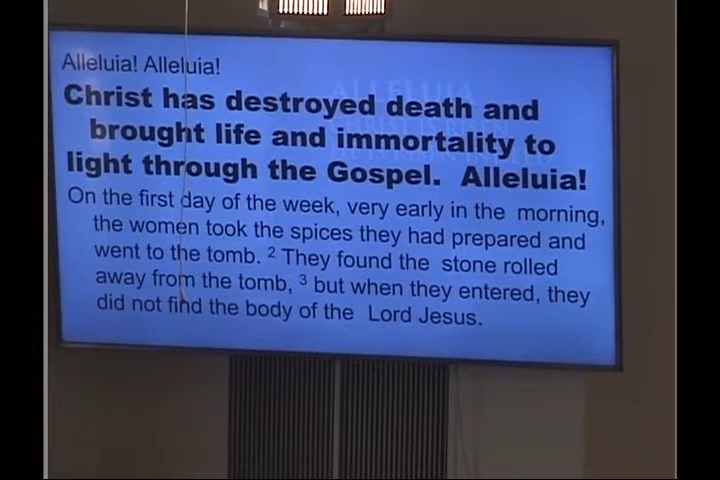 Alleluia! Alleluia!
Christ has destroyed death and
brought life and immortality to
light through the Gospel. Alleluia!
On the first day of the week, very early in the morning,
the women took the spices they had prepared and
went to the tomb. ² They found the stone rolled
away from the tomb, ³ but when they entered, they
did not find the body of the Lord Jesus.